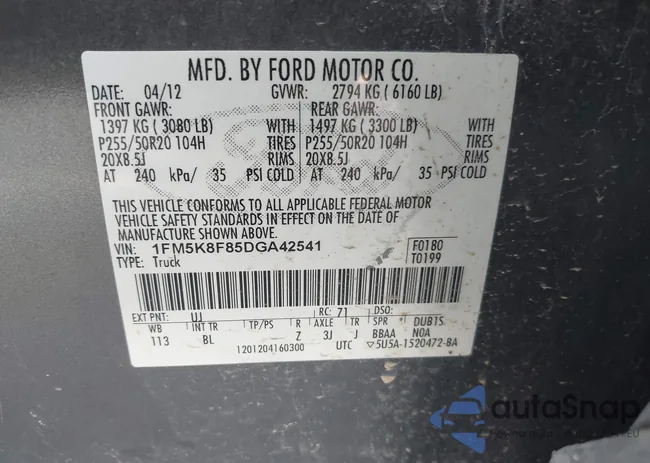 MFD. BY FORD MOTOR CO.
DATE: 04/12 GVWR: 2794 KG ( 6160 LB)
FRONT GAWR: REAR GAWR:
1397 KG ( 3080 LB) WITH 1497 KG ( 3300 LB) WITH
P255/50R20 104H TIRES P255/50R20 104H TIRES
20X8.5J RIMS 20X8.5J RIMS
AT 240 kPa/ 35 PSI COLD AT 240 kPa/ 35 PSI COLD
Ford
THIS VEHICLE CONFORMS TO ALL APPLICABLE FEDERAL MOTOR
VEHICLE SAFETY STANDARDS IN EFFECT ON THE DATE OF
MANUFACTURE SHOWN ABOVE.
VIN: 1FM5K8F85DGA42541 F0180
TYPE: Truck T0199
EXT PNT: UJ RC: 71 DSO:
WB INT TR TP/PS R AXLE TR SPR DUB1S
113 BL Z 3J J BBAA N0A
1201204160300 UTC ▽5U5A-1520472-BA
autoSnap